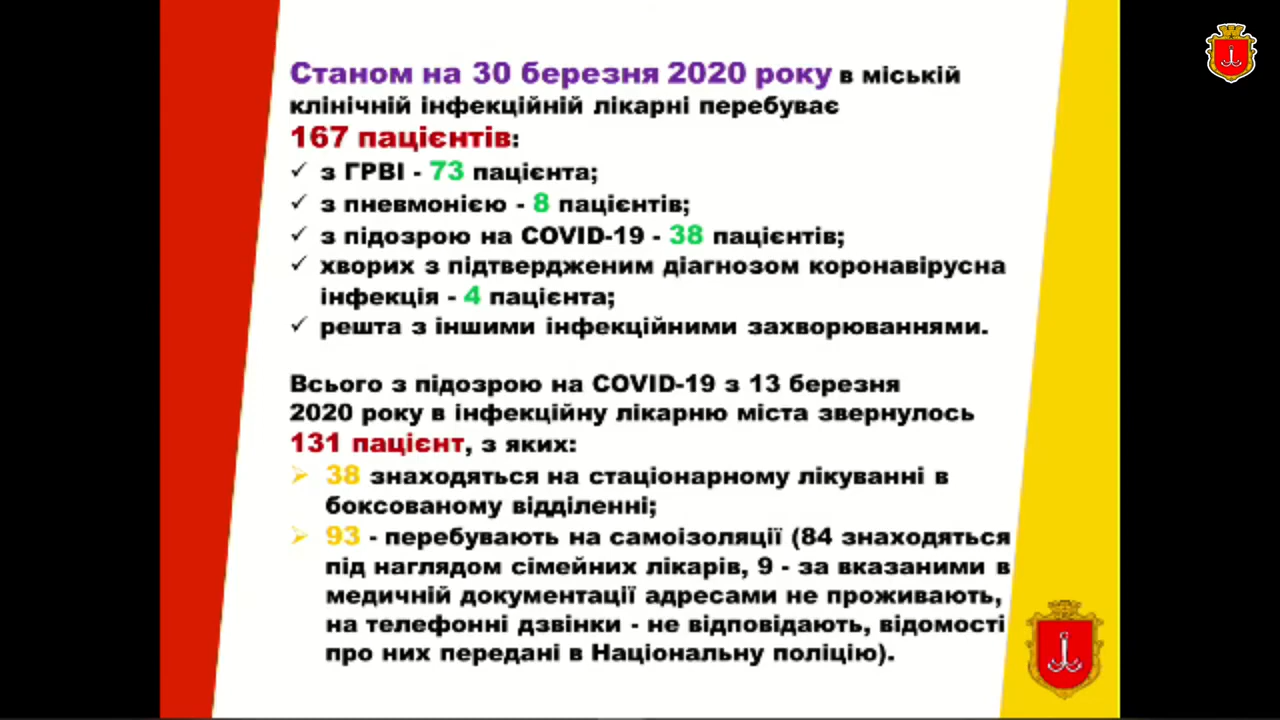 Станом на 30 березня 2020 року в міській
клінічній інфекційній лікарні перебуває
167 пацієнтів:
✓ з ГРВІ - 73 пацієнта;
✓ з пневмонією - 8 пацієнтів;
✓ з підозрою на COVID-19 - 38 пацієнтів;
✓ хворих з підтвердженим діагнозом коронавірусна
інфекція - 4 пацієнта;
✓ решта з іншими інфекційними захворюваннями.
Всього з підозрою на COVID-19 з 13 березня
2020 року в інфекційну лікарню міста звернулось
131 пацієнт, з яких:
➢ 38 знаходяться на стаціонарному лікуванні в
боксованому відділенні;
➢ 93 - перебувають на самоізоляції (84 знаходяться
під наглядом сімейних лікарів, 9 - за вказаними в
медичній документації адресами не проживають,
на телефонні дзвінки - не відповідають, відомості
про них передані в Національну поліцію).